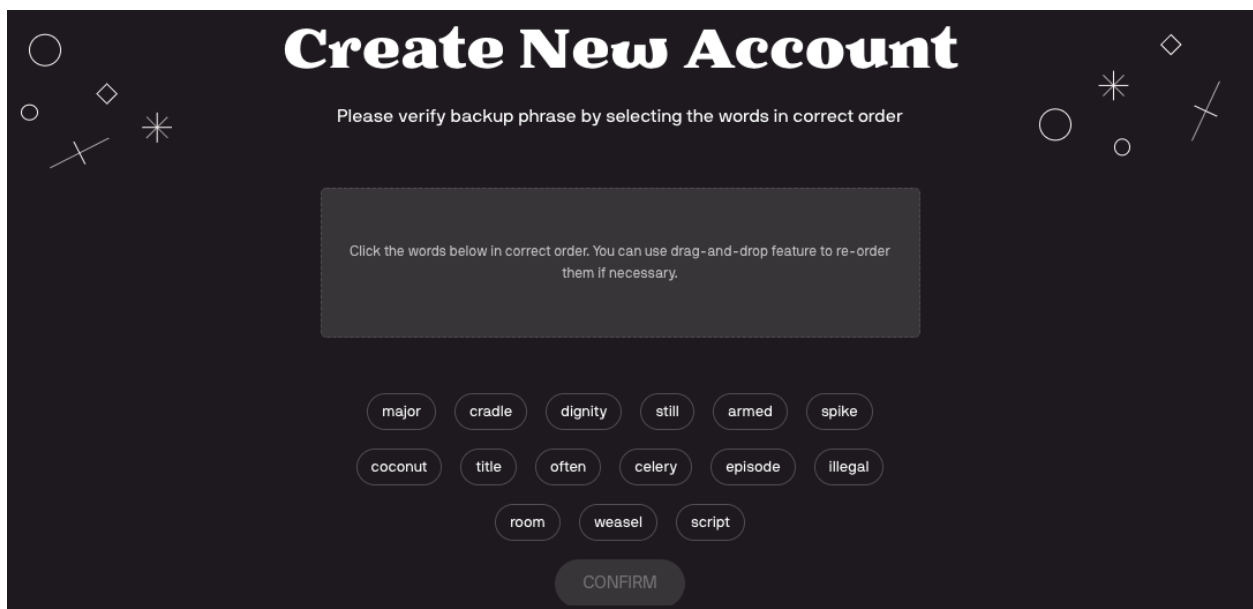 Create New Account
Please verify backup phrase by selecting the words in correct order
Click the words below in correct order. You can use drag-and-drop feature to re-order
them if necessary.
major cradle dignity still armed spike
coconut title often celery episode illegal
room weasel script
CONFIRM